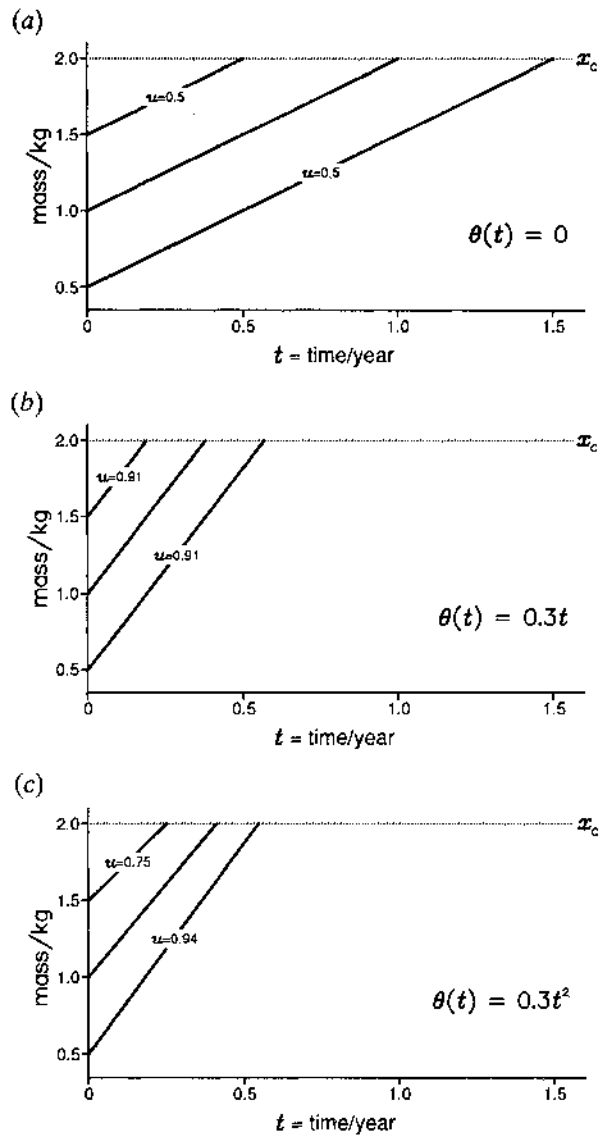 (a)
2.0
x_c
u=0.5
1.5
mass/kg
1.0
u=0.5
θ(t) = 0
0.5
0 0.5 1.0 1.5
t = time/year
(b)
2.0
x_c
u=0.91
1.5
mass/kg
u=0.91
1.0
θ(t) = 0.3t
0.5
0 0.5 1.0 1.5
t = time/year
(c)
2.0
x_c
u=0.75
1.5
mass/kg
u=0.94
1.0
θ(t) = 0.3t²
0.5
0 0.5 1.0 1.5
t = time/year